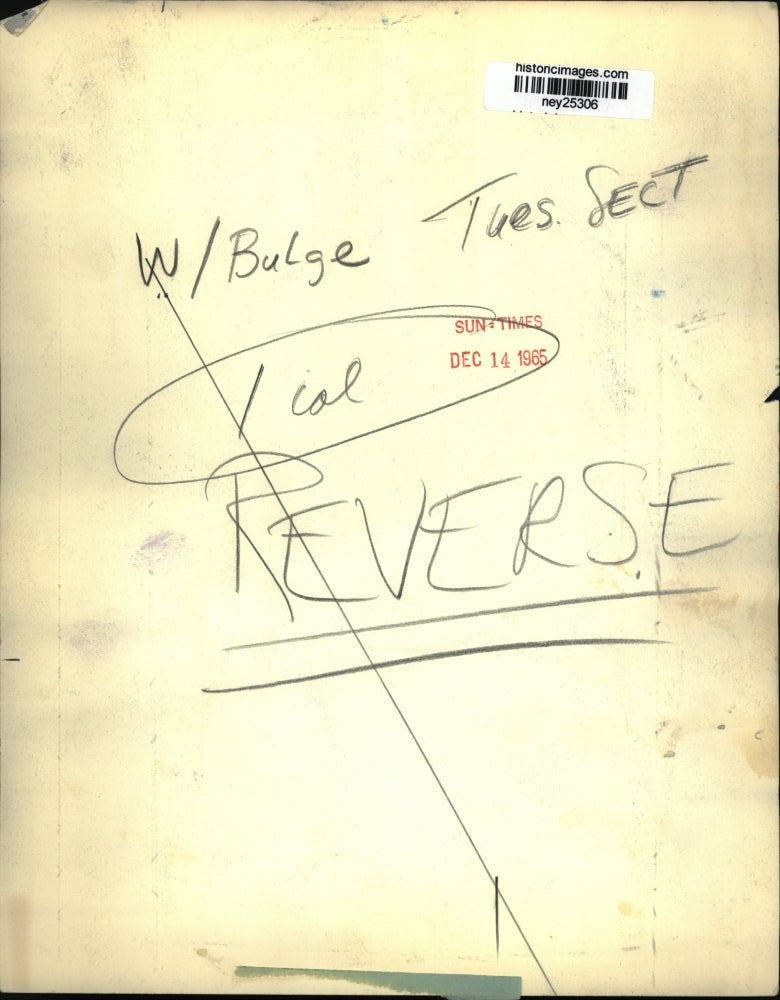 historicimages.com
ney25306
W/Bulge Tues. SECT
SUN-TIMES
DEC 14 1965
1 col
REVERSE